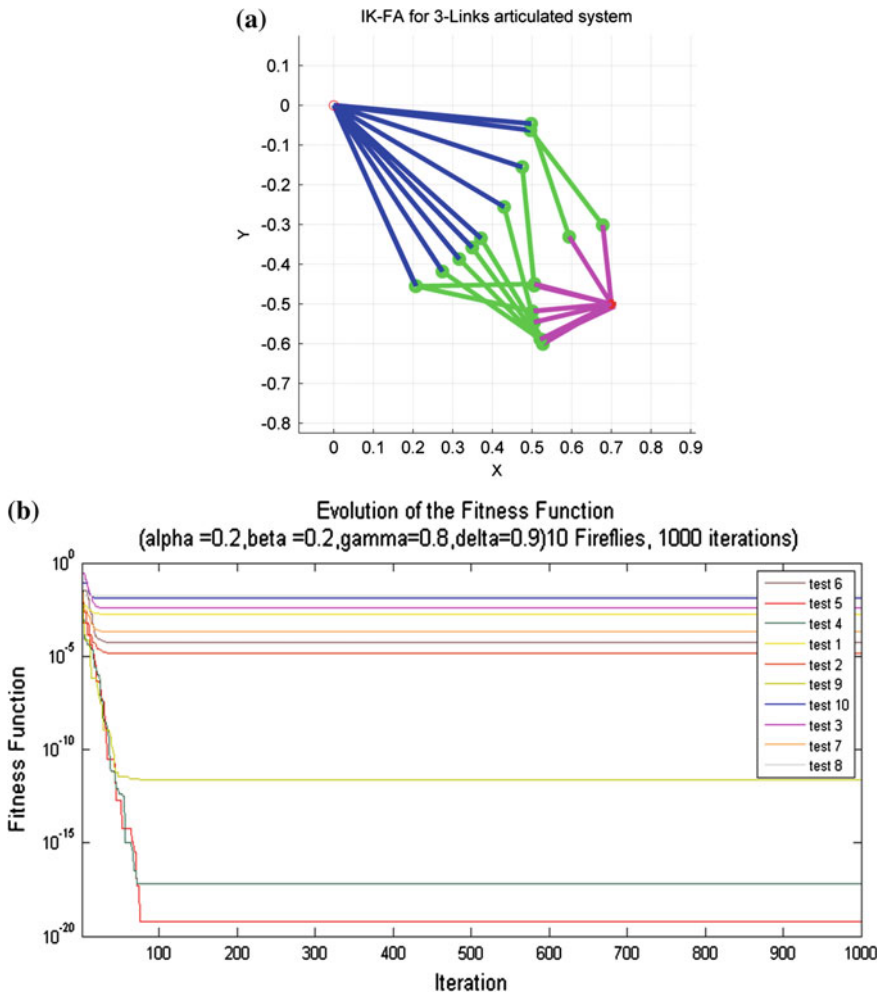 (a)
IK-FA for 3-Links articulated system
0.1
0
-0.1
-0.2
-0.3
-0.4
-0.5
-0.6
-0.7
-0.8
Y
0 0.1 0.2 0.3 0.4 0.5 0.6 0.7 0.8 0.9
X
(b)
Evolution of the Fitness Function
(alpha =0.2,beta =0.2,gamma=0.8,delta=0.9)10 Fireflies, 1000 iterations)
10^0
10^-5
10^-10
10^-15
10^-20
Fitness Function
test 6
test 5
test 4
test 1
test 2
test 9
test 10
test 3
test 7
test 8
100 200 300 400 500 600 700 800 900 1000
Iteration